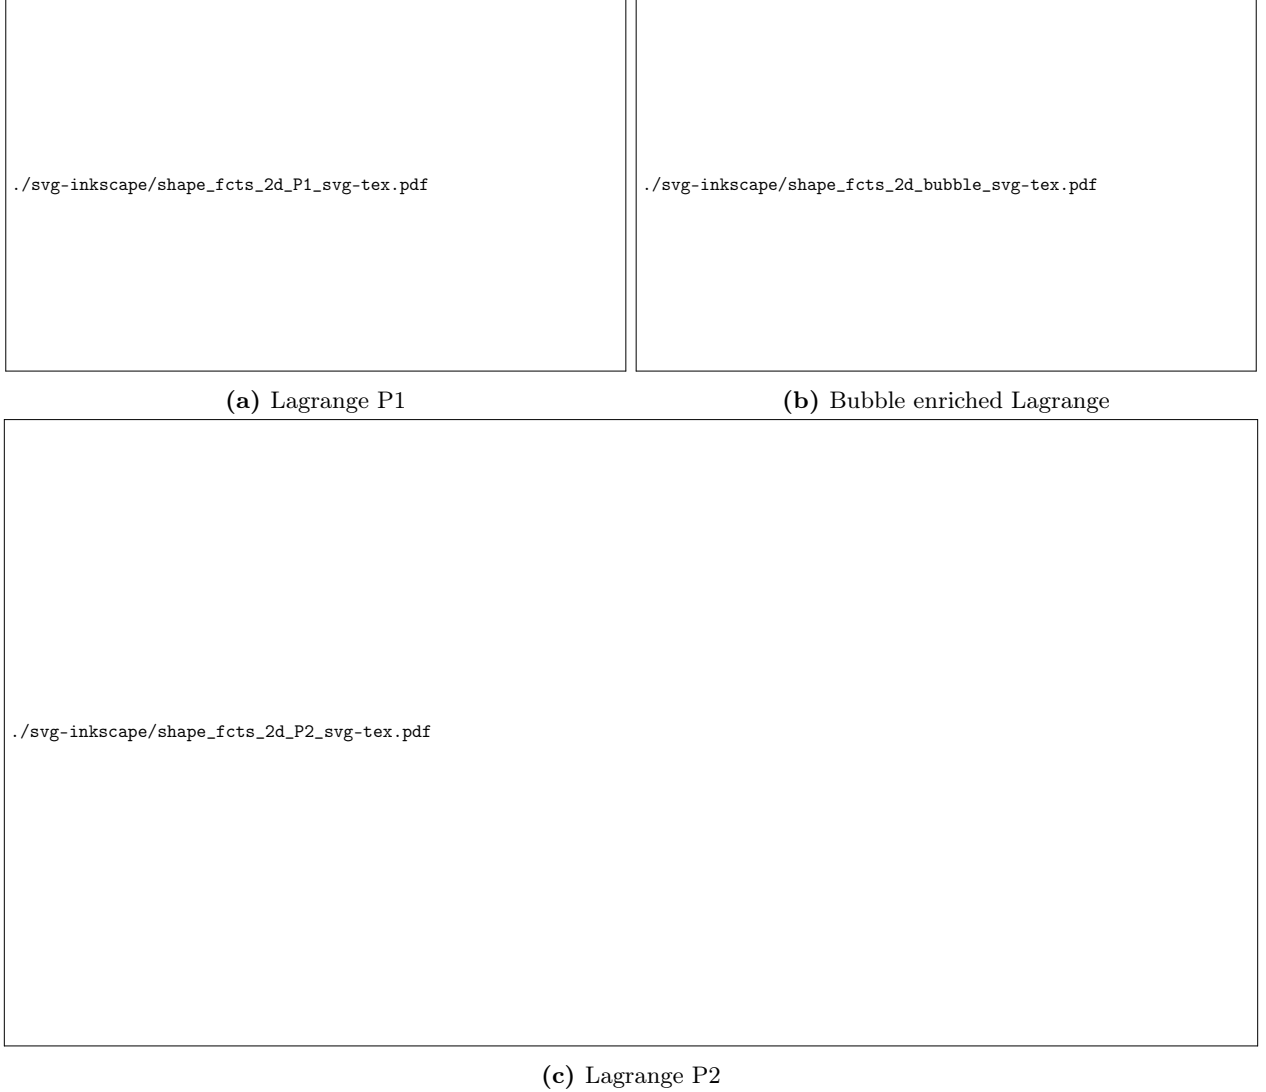 ./svg-inkscape/shape_fcts_2d_P1_svg-tex.pdf
./svg-inkscape/shape_fcts_2d_bubble_svg-tex.pdf
(a) Lagrange P1
(b) Bubble enriched Lagrange
./svg-inkscape/shape_fcts_2d_P2_svg-tex.pdf
(c) Lagrange P2